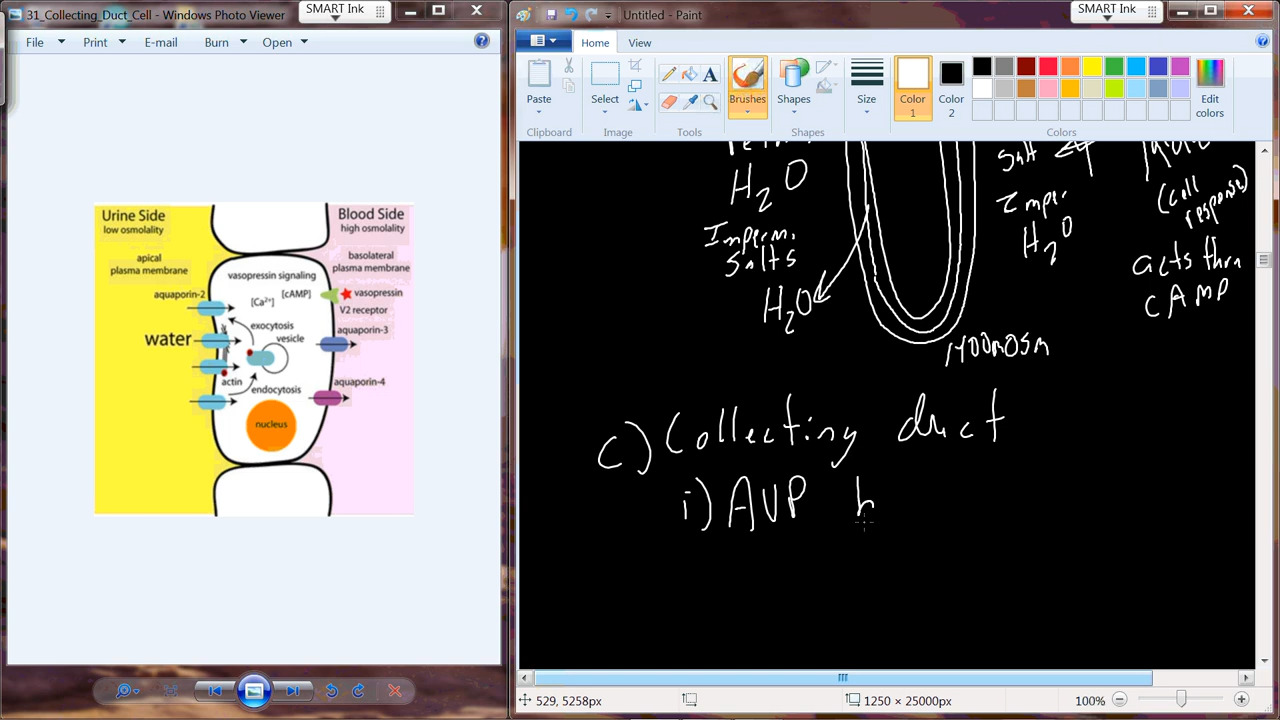 31_Collecting_Duct_Cell - Windows Photo Viewer
SMART Ink
File Print E-mail Burn Open
Urine Side
low osmolality
Blood Side
high osmolality
apical
plasma membrane
vasopressin signaling
basolateral
plasma membrane
aquaporin-2
[Ca2+]
[cAMP]
vasopressin
V2 receptor
water
exocytosis
vesicle
aquaporin-3
actin
endocytosis
aquaporin-4
nucleus
Untitled - Paint
SMART Ink
Home View
Paste
Select
Brushes
Shapes
Size
Color
1
Color
2
Edit
colors
Clipboard Image Tools Shapes Colors
H2O
Imperm.
Salts
H2O
Salt
Imper
H2O
(cell
response)
acts thru
cAMP
1400mOsm
c) Collecting duct
i) AVP
529, 5258px
1250 × 25000px
100%